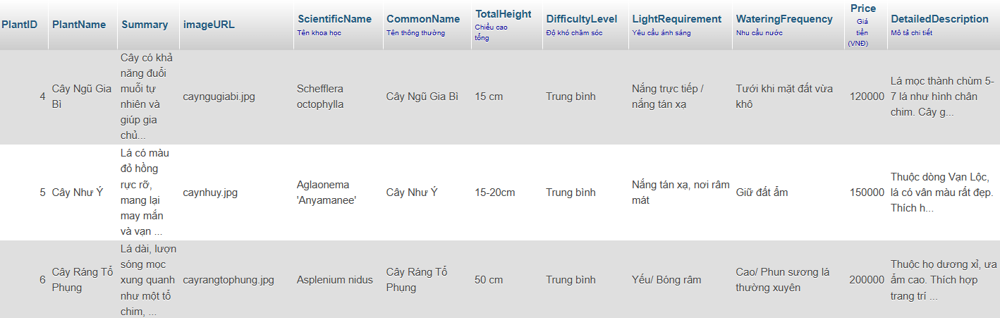 PlantID PlantName Summary imageURL ScientificName CommonName TotalHeight DifficultyLevel LightRequirement WateringFrequency Price DetailedDescription
Tên khoa học Tên thông thường Chiều cao tổng Độ khó chăm sóc Yêu cầu ánh sáng Nhu cầu nước Giá tiền (VNĐ) Mô tả chi tiết
4
Cây Ngũ Gia
Bì
Cây có khả
năng đuổi
muỗi tự
nhiên và
giúp gia
chủ...
cayngugiabi.jpg
Schefflera
octophylla
Cây Ngũ Gia Bì
15 cm
Trung bình
Nắng trực tiếp /
nắng tán xạ
Tưới khi mặt đất vừa
khô
120000
Lá mọc thành chùm 5-
7 lá như hình chân
chim. Cây g...
5
Cây Như Ý
Lá có màu
đỏ hồng
rực rỡ,
mang lại
may mắn
và vạn ...
caynhuy.jpg
Aglaonema
'Anyamanee'
Cây Như Ý
15-20cm
Trung bình
Nắng tán xạ, nơi râm
mát
Giữ đất ẩm
150000
Thuộc dòng Vạn Lộc,
lá có vân màu rất đẹp.
Thích h...
6
Cây Ráng Tổ
Phụng
Lá dài, lượn
sóng mọc
xung quanh
như một tổ
chim, ...
cayrangtophung.jpg
Asplenium nidus
Cây Ráng Tổ
Phụng
50 cm
Trung bình
Yếu/ Bóng râm
Cao/ Phun sương lá
thường xuyên
200000
Thuộc họ dương xỉ, ưa
ẩm cao. Thích hợp
trang trí ...